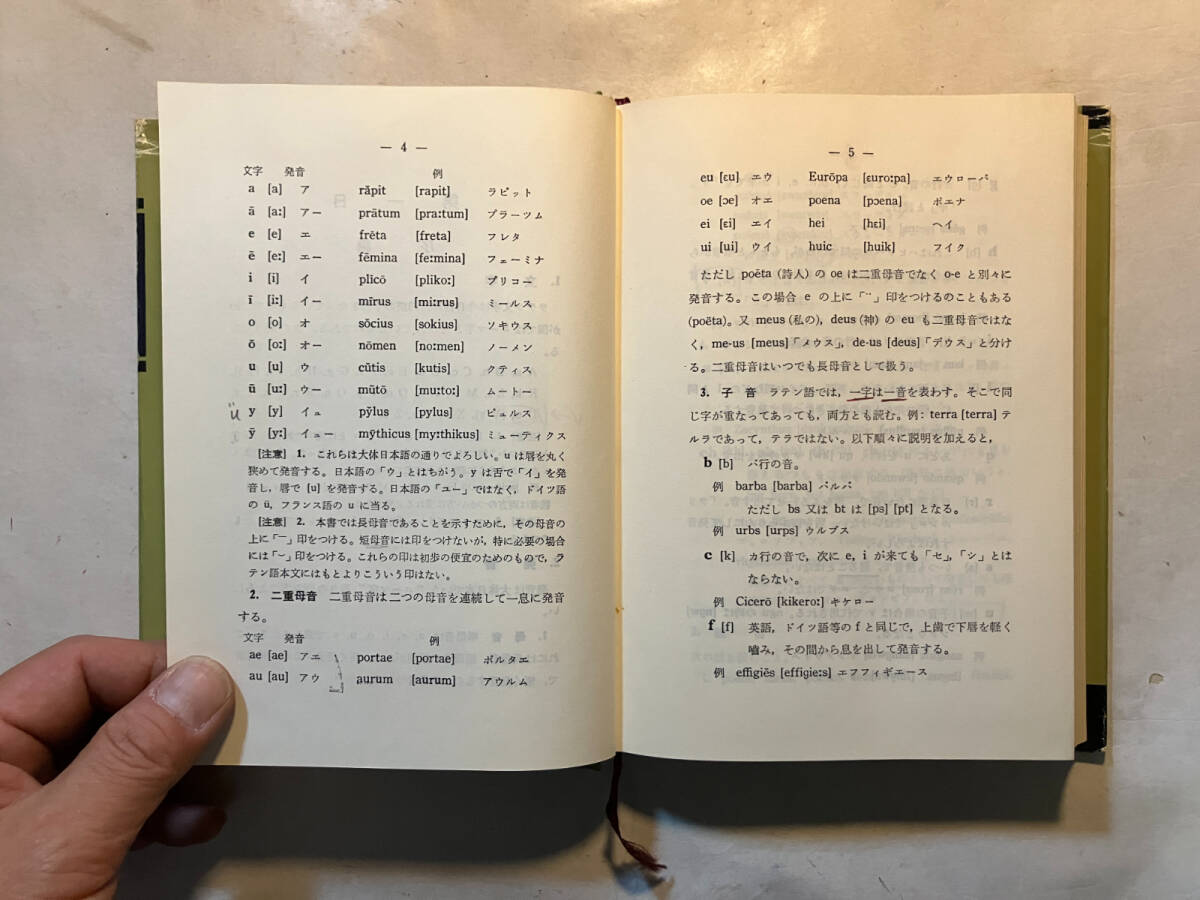 — 4 —
文字 発音 例
a [a] ア răpit [rapit] ラピット
ā [aː] アー prātum [praːtum] プラーツム
e [e] エ frĕta [freta] フレタ
ē [eː] エー fēmina [feːmina] フェーミナ
i [i] イ plĭcō [plikoː] プリコー
ī [iː] イー mīrus [miːrus] ミールス
o [o] オ sŏcius [sokius] ソキウス
ō [oː] オー nōmen [noːmen] ノーメン
u [u] ウ cŭtis [kutis] クティス
ū [uː] ウー mūtō [muːtoː] ムートー
ü y [y] イュ py̆lus [pylus] ピュルス
ȳ [yː] イュー mȳthicus [myːthikus] ミューティクス
[注意] 1. これらは大体日本語の通りでよろしい。u は唇を丸く
狭めて発音する。日本語の「ウ」とはちがう。y は舌で「イ」を発
音し,唇で [u] を発音する。日本語の「ユー」ではなく,ドイツ語
の ü, フランス語の u に当る。
[注意] 2. 本書では長母音であることを示すために,その母音の
上に「¯」印をつける。短母音には印をつけないが,特に必要の場合
には「˘」印をつける。これらの印は初歩の便宜のためのもので,ラ
テン語本文にはもとよりこういう印はない。
2. 二重母音 二重母音は二つの母音を連続して一息に発音
する。
文字 発音 例
ae [ae] アエ portae [portae] ポルタエ
au [au] アウ aurum [aurum] アウルム
— 5 —
eu [ɛu] エウ Eurōpa [ɛuroːpa] エウローパ
oe [ɔe] オエ poena [pɔena] ポエナ
ei [ɛi] エイ hei [hɛi] ヘイ
ui [ui] ウイ huic [huik] フイク
ただし poēta (詩人) の oe は二重母音でなく o-e と別々に
発音する。この場合 e の上に「¨」印をつけるのこともある
(poëta)。又 meus (私の), deus (神) の eu も二重母音ではな
く, me-us [meus]「メウス」, de-us [deus]「デウス」と分け
る。二重母音はいつでも長母音として扱う。
3. 子 音 ラテン語では,一字は一音を表わす。そこで同
じ字が重なってあっても,両方とも読む。例: terra [terra] テ
ルラであって,テラではない。以下順々に説明を加えると,
b [b] バ行の音。
例 barba [barba] バルバ
ただし bs 又は bt は [ps] [pt] となる。
例 urbs [urps] ウルプス
c [k] カ行の音で,次に e, i が来ても「セ」,「シ」とは
ならない。
例 Cicerō [kikeroː] キケロー
f [f] 英語,ドイツ語等の f と同じで,上歯で下唇を軽く
嚙み,その間から息を出して発音する。
例 effigiēs [effigieːs] エフフィギエース